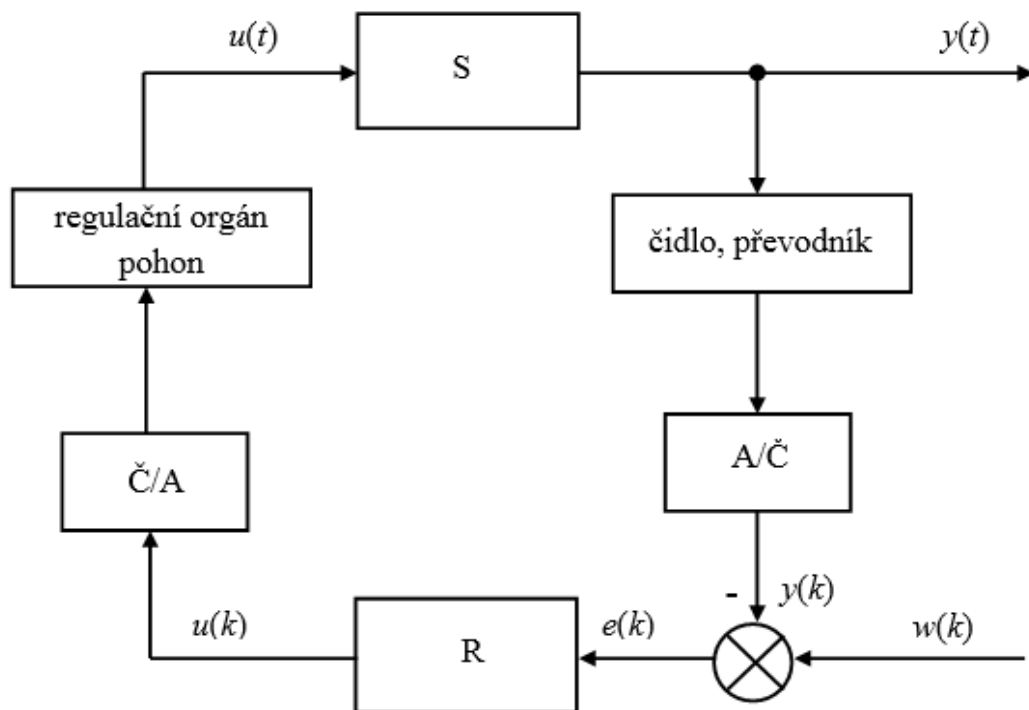 u(t)
S
y(t)
regulační orgán
pohon
čidlo, převodník
Č/A
A/Č
-
y(k)
u(k)
R
e(k)
w(k)